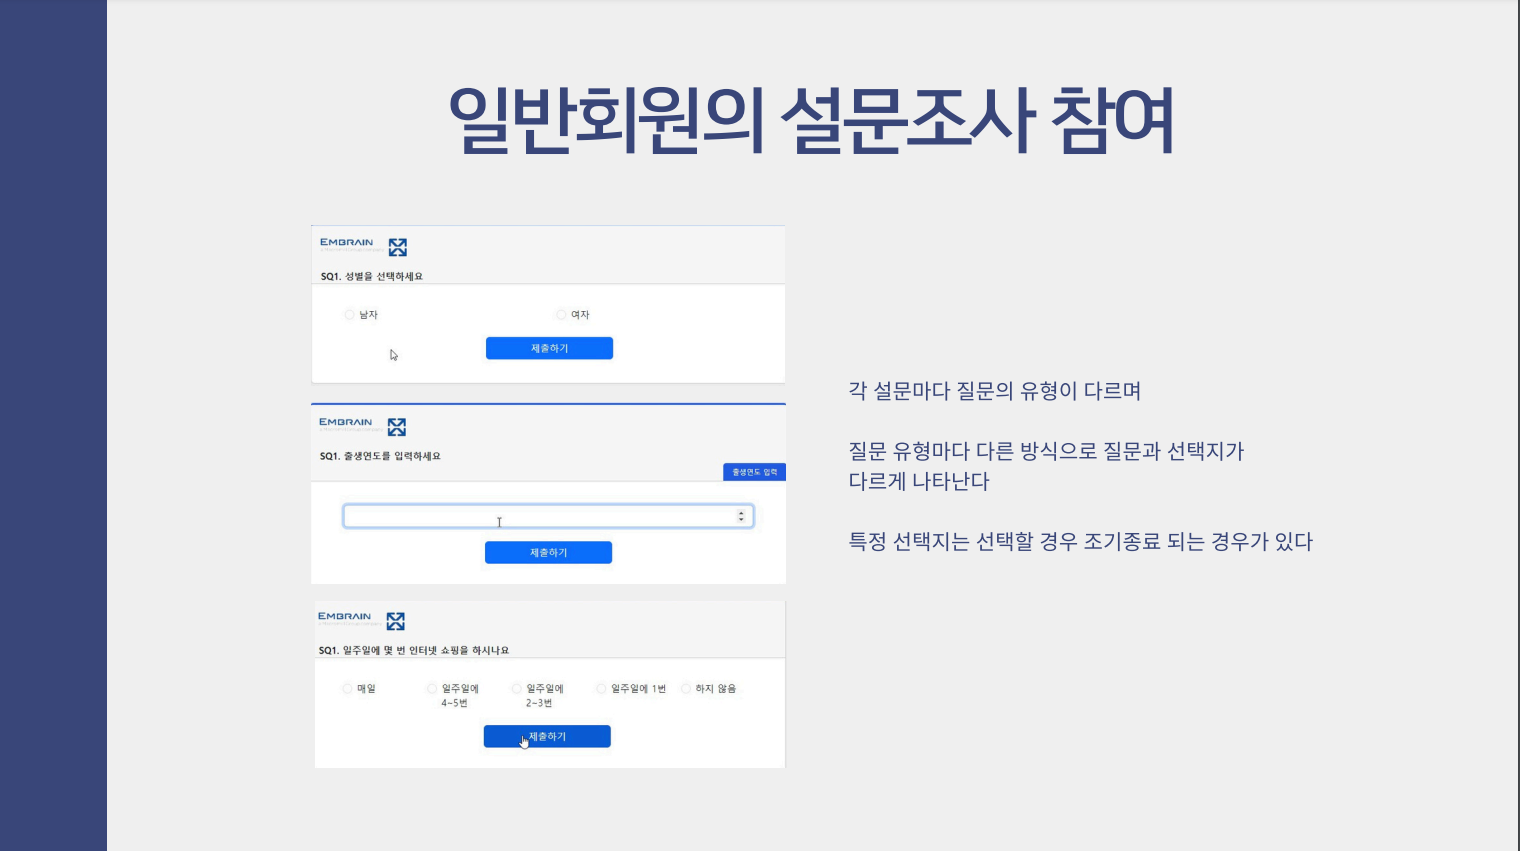 일반회원의 설문조사 참여
EMBRAIN
SQ1. 성별을 선택하세요
남자
여자
제출하기
EMBRAIN
SQ1. 출생연도를 입력하세요
출생연도 입력
제출하기
EMBRAIN
SQ1. 일주일에 몇 번 인터넷 쇼핑을 하시나요
매일
일주일에
4~5번
일주일에
2~3번
일주일에 1번
하지 않음
제출하기
각 설문마다 질문의 유형이 다르며
질문 유형마다 다른 방식으로 질문과 선택지가
다르게 나타난다
특정 선택지는 선택할 경우 조기종료 되는 경우가 있다